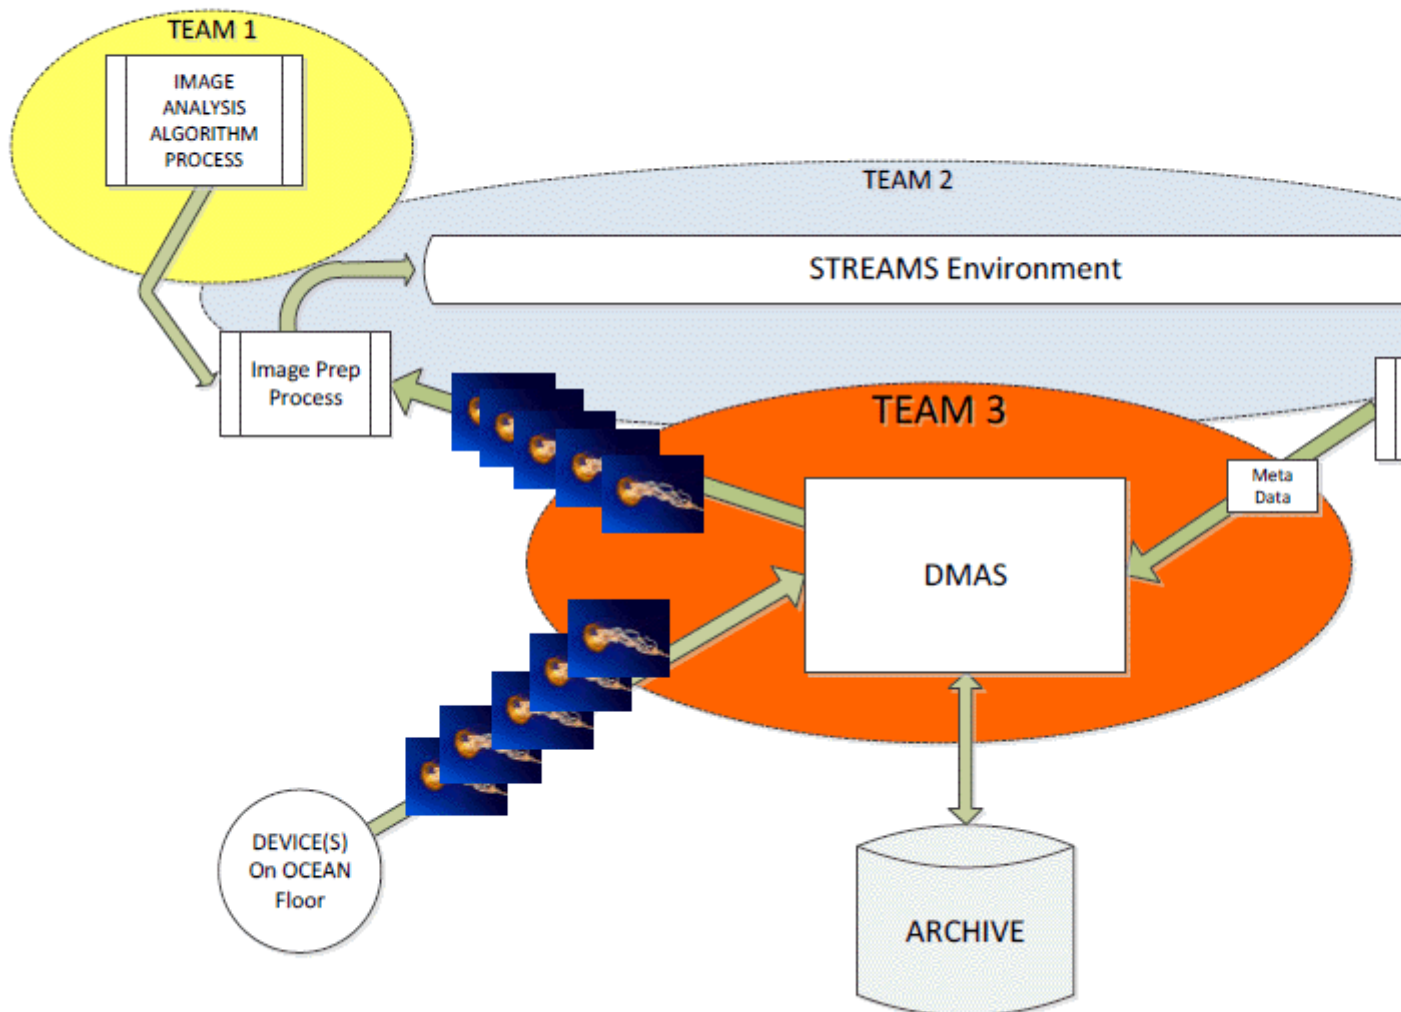 TEAM 1
IMAGE
ANALYSIS
ALGORITHM
PROCESS
TEAM 2
STREAMS Environment
Image Prep
Process
TEAM 3
Meta
Data
DMAS
DEVICE(S)
On OCEAN
Floor
ARCHIVE